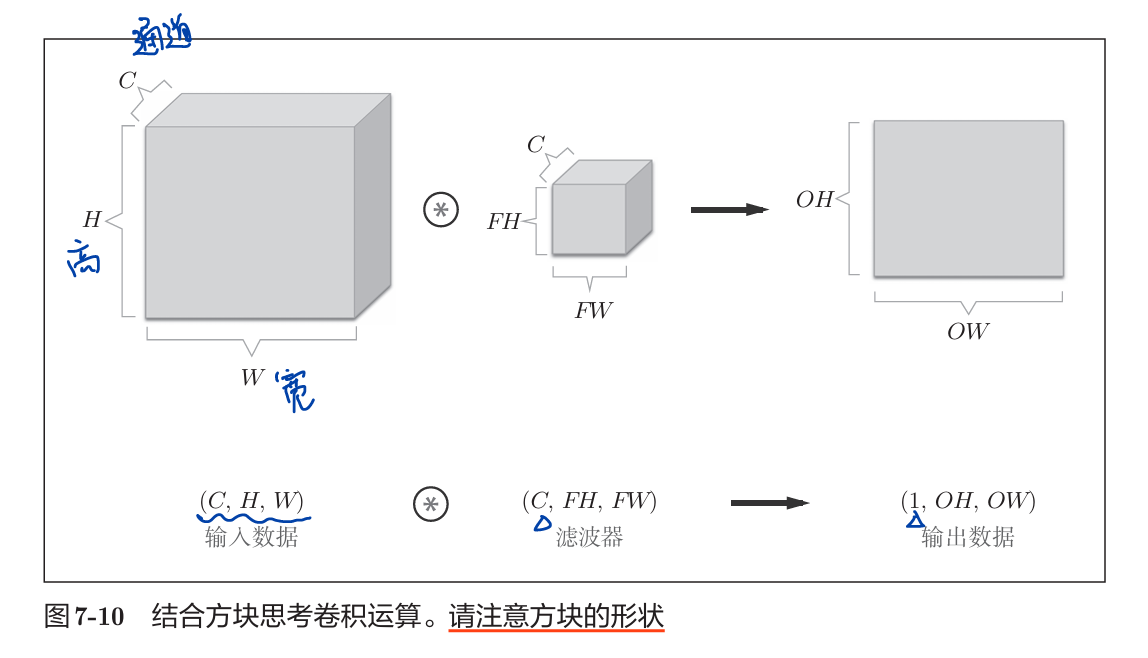 通道
C
H
高
W 宽
C
FH
FW
OH
OW
(C, H, W) ⊛ (C, FH, FW) (1, OH, OW)
输入数据 滤波器 输出数据
图7-10 结合方块思考卷积运算。请注意方块的形状